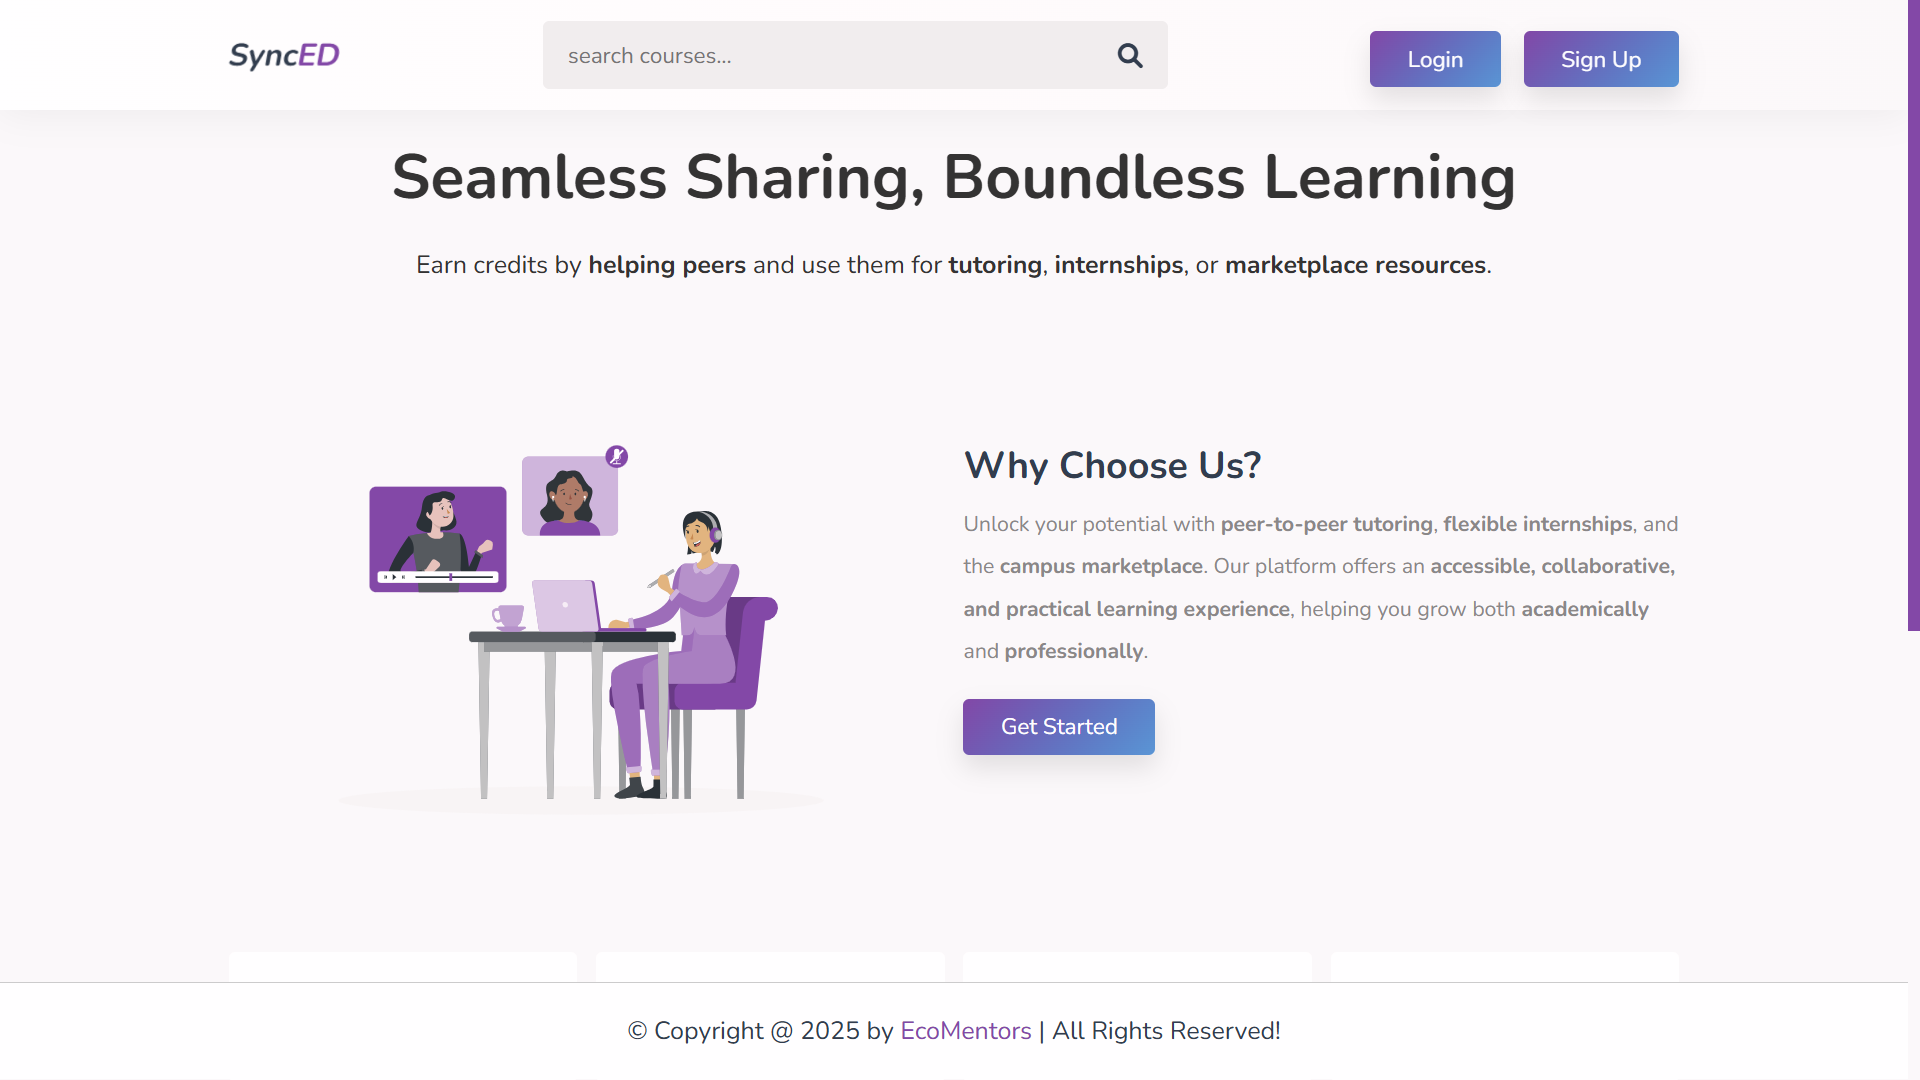 SyncED
search courses...
Login
Sign Up
Seamless Sharing, Boundless Learning
Earn credits by helping peers and use them for tutoring, internships, or marketplace resources.
Why Choose Us?
Unlock your potential with peer-to-peer tutoring, flexible internships, and
the campus marketplace. Our platform offers an accessible, collaborative,
and practical learning experience, helping you grow both academically
and professionally.
Get Started
© Copyright @ 2025 by EcoMentors | All Rights Reserved!